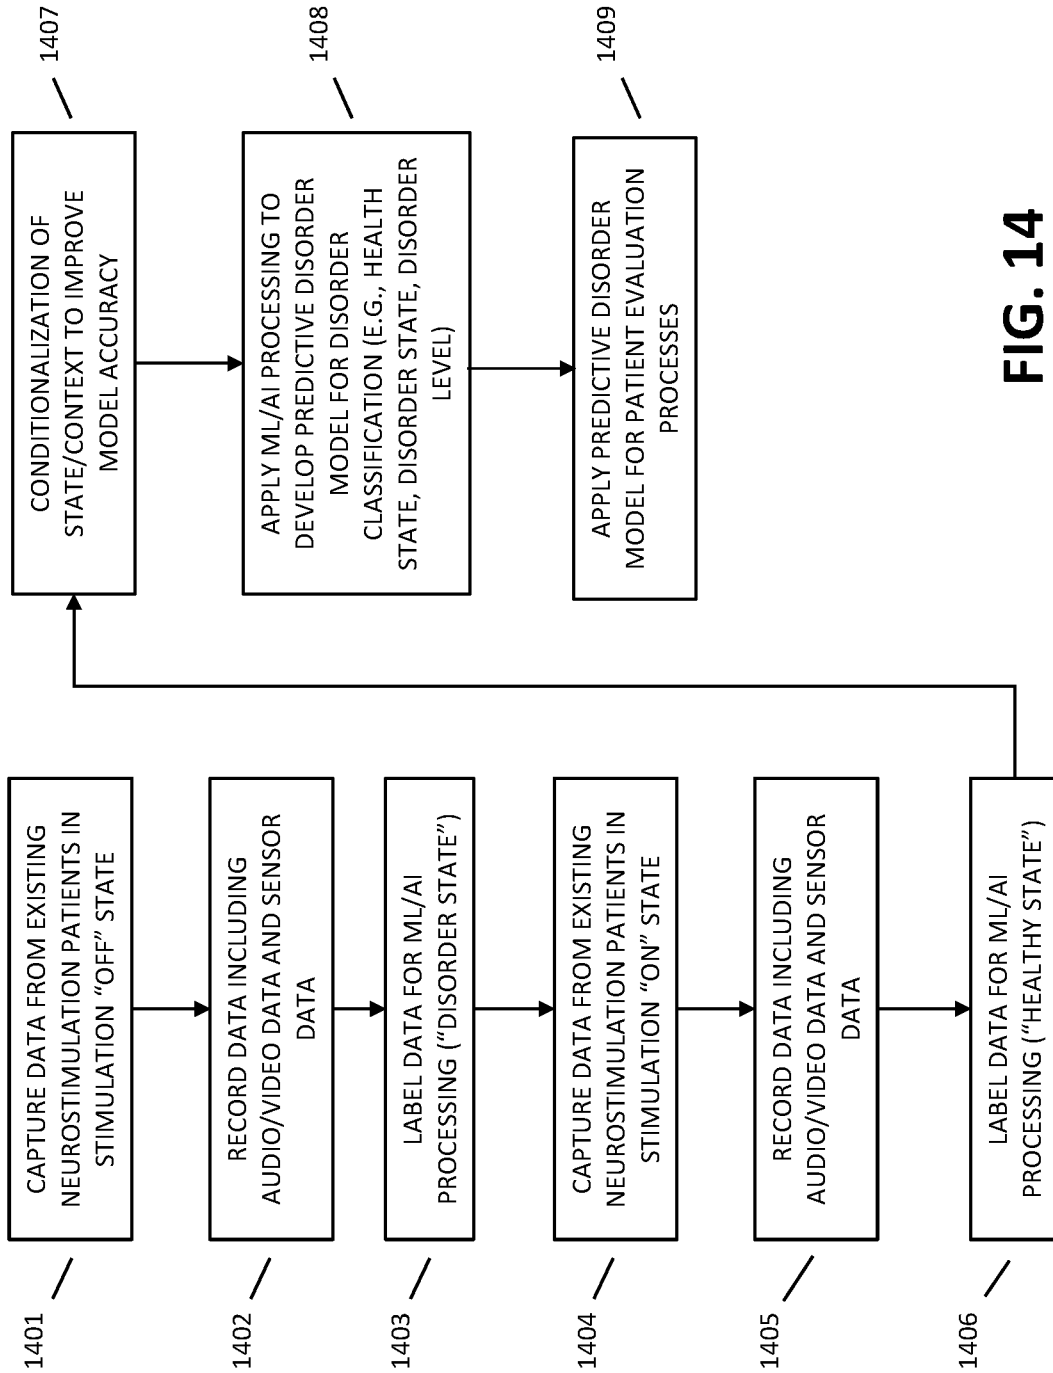 1401
CAPTURE DATA FROM EXISTING
NEUROSTIMULATION PATIENTS IN
STIMULATION “OFF” STATE
1402
RECORD DATA INCLUDING
AUDIO/VIDEO DATA AND SENSOR
DATA
1403
LABEL DATA FOR ML/AI
PROCESSING (“DISORDER STATE”)
1404
CAPTURE DATA FROM EXISTING
NEUROSTIMULATION PATIENTS IN
STIMULATION “ON” STATE
1405
RECORD DATA INCLUDING
AUDIO/VIDEO DATA AND SENSOR
DATA
1406
LABEL DATA FOR ML/AI
PROCESSING (“HEALTHY STATE”)
1407
CONDITIONALIZATION OF
STATE/CONTEXT TO IMPROVE
MODEL ACCURACY
1408
APPLY ML/AI PROCESSING TO
DEVELOP PREDICTIVE DISORDER
MODEL FOR DISORDER
CLASSIFICATION (E.G., HEALTH
STATE, DISORDER STATE, DISORDER
LEVEL)
1409
APPLY PREDICTIVE DISORDER
MODEL FOR PATIENT EVALUATION
PROCESSES
FIG. 14